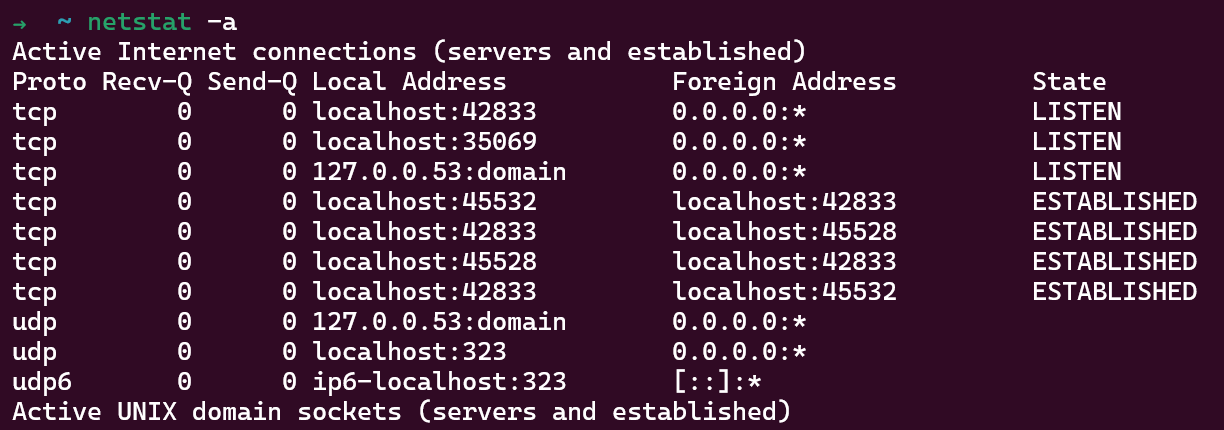 →  ~ netstat -a
Active Internet connections (servers and established)
Proto Recv-Q Send-Q Local Address           Foreign Address         State
tcp        0      0 localhost:42833         0.0.0.0:*               LISTEN
tcp        0      0 localhost:35069         0.0.0.0:*               LISTEN
tcp        0      0 127.0.0.53:domain       0.0.0.0:*               LISTEN
tcp        0      0 localhost:45532         localhost:42833         ESTABLISHED
tcp        0      0 localhost:42833         localhost:45528         ESTABLISHED
tcp        0      0 localhost:45528         localhost:42833         ESTABLISHED
tcp        0      0 localhost:42833         localhost:45532         ESTABLISHED
udp        0      0 127.0.0.53:domain       0.0.0.0:*
udp        0      0 localhost:323           0.0.0.0:*
udp6       0      0 ip6-localhost:323       [::]:*
Active UNIX domain sockets (servers and established)